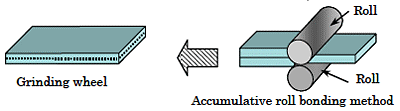 Roll
Grinding wheel
Roll
Accumulative roll bonding method